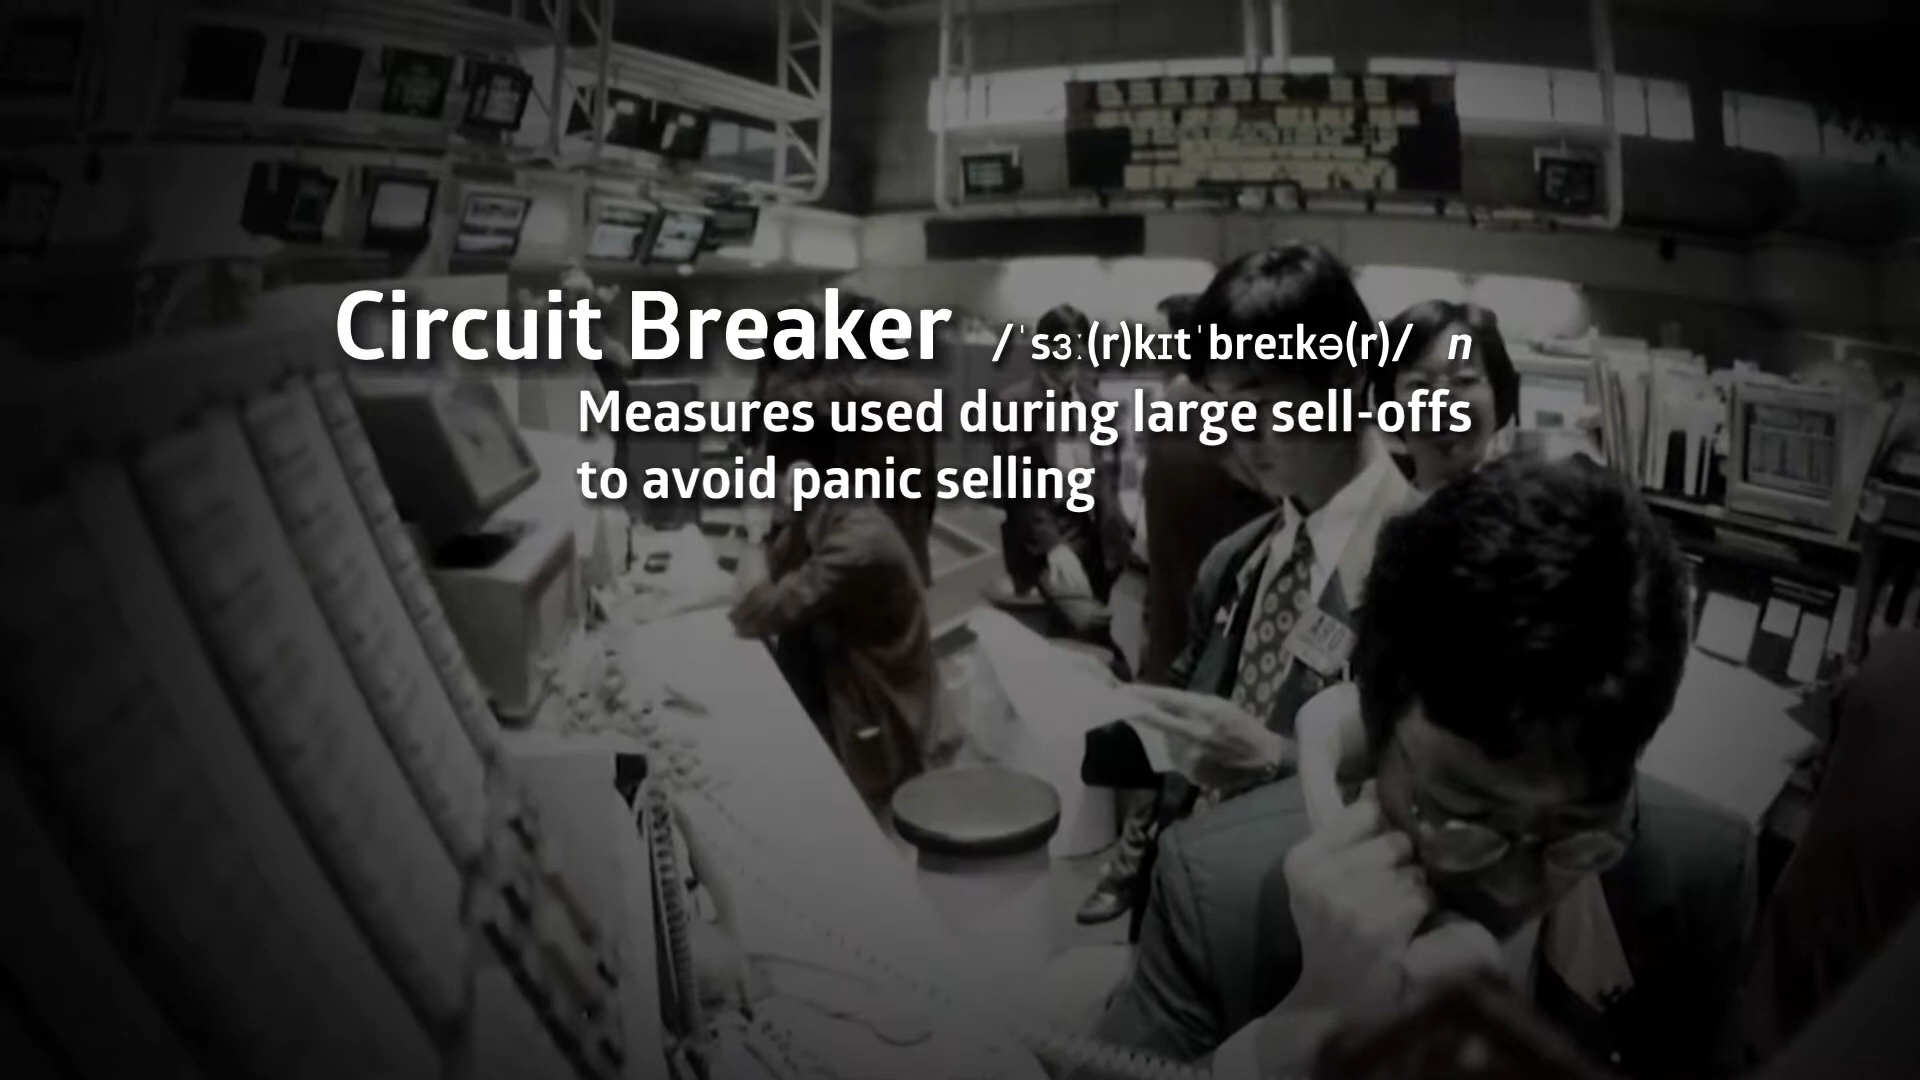 Circuit Breaker /ˈsɜː(r)kɪtˈbreɪkə(r)/ n
Measures used during large sell-offs
to avoid panic selling